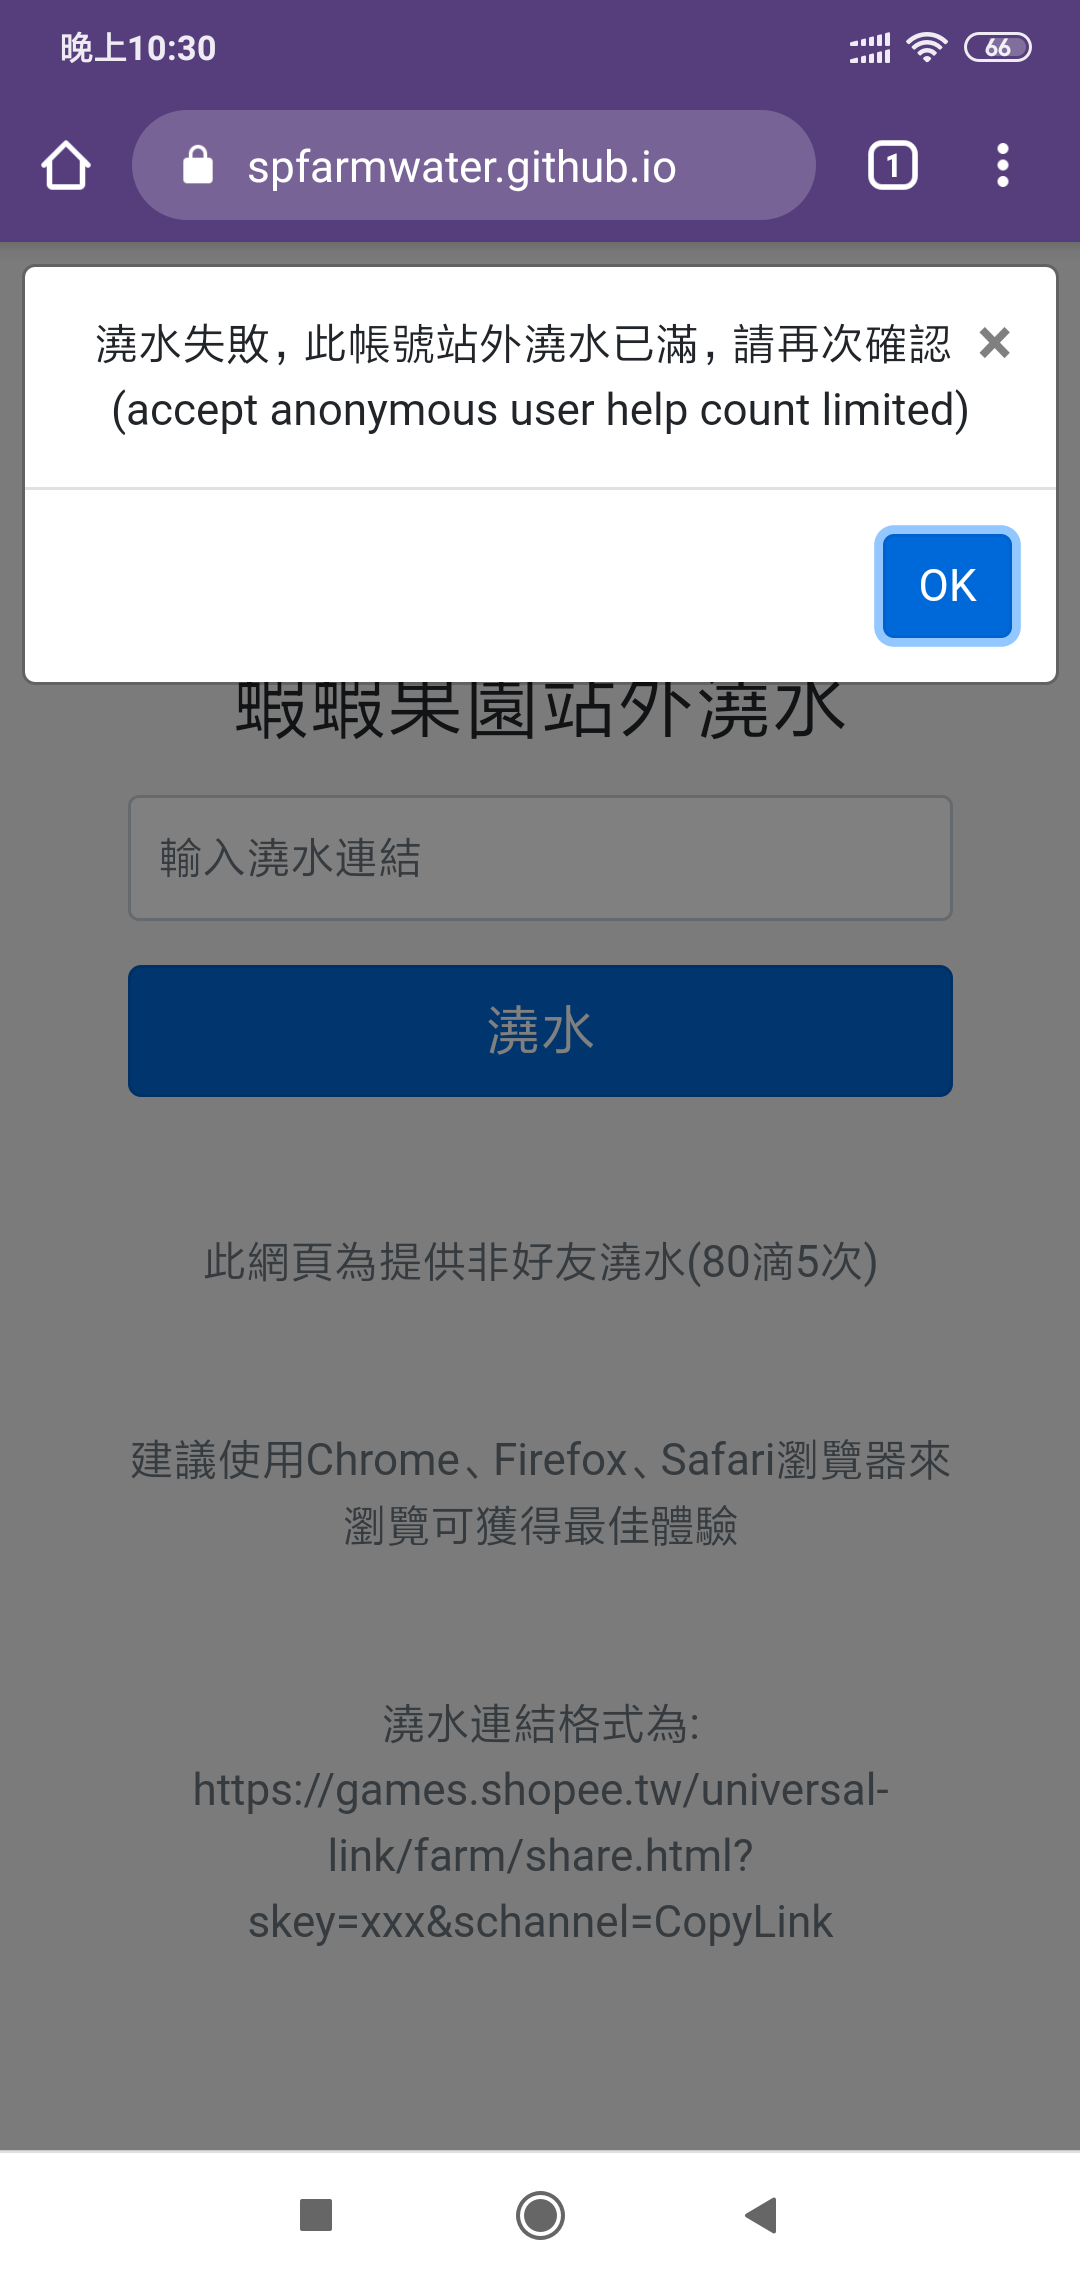 晚上10:30
66
spfarmwater.github.io
1
澆水失敗，此帳號站外澆水已滿，請再次確認
(accept anonymous user help count limited)
OK
蝦蝦果園站外澆水
輸入澆水連結
澆水
此網頁為提供非好友澆水(80滴5次)
建議使用Chrome、Firefox、Safari瀏覽器來
瀏覽可獲得最佳體驗
澆水連結格式為:
https://games.shopee.tw/universal-
link/farm/share.html?
skey=xxx&schannel=CopyLink